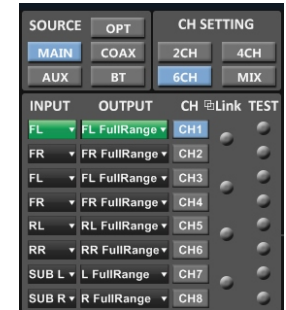 SOURCE OPT CH SETTING
MAIN COAX 2CH 4CH
AUX BT 6CH MIX
INPUT OUTPUT CH Link TEST
FL FL FullRange CH1
FR FR FullRange CH2
FL FL FullRange CH3
FR FR FullRange CH4
RL RL FullRange CH5
RR RR FullRange CH6
SUB L L FullRange CH7
SUB R R FullRange CH8